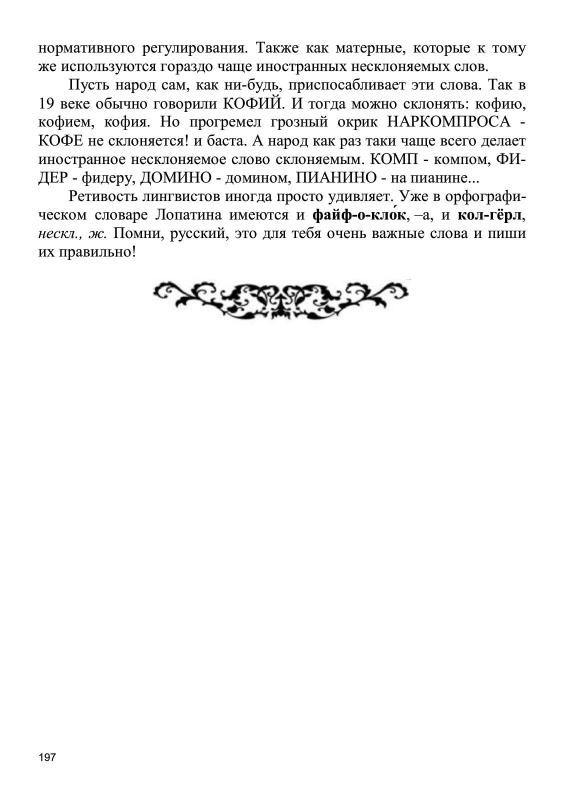 нормативного регулирования. Также как матерные, которые к тому
же используются гораздо чаще иностранных несклоняемых слов.
Пусть народ сам, как ни-будь, приспосабливает эти слова. Так в
19 веке обычно говорили КОФИЙ. И тогда можно склонять: кофию,
кофием, кофия. Но прогремел грозный окрик НАРКОМПРОСА -
КОФЕ не склоняется! и баста. А народ как раз таки чаще всего делает
иностранное несклоняемое слово склоняемым. КОМП - компом, ФИ-
ДЕР - фидеру, ДОМИНО - домином, ПИАНИНО - на пианине...
Ретивость лингвистов иногда просто удивляет. Уже в орфографи-
ческом словаре Лопатина имеются и файф-о-кло́к, –а, и кол-гёрл,
нескл., ж. Помни, русский, это для тебя очень важные слова и пиши
их правильно!
197